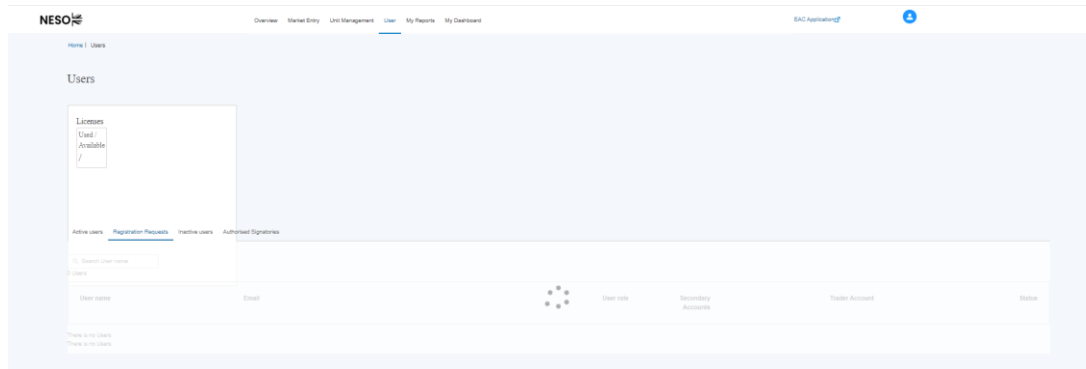 NESO
Overview Market Entry Unit Management User My Reports My Dashboard EAC Application
Home | Users
Users
Licenses
Used /
Available
/
Active users Registration Requests Inactive users Authorised Signatories
Search User name
0 Users
User name Email User role Secondary Accounts Trader Account Status
There is no Users
There is no Users